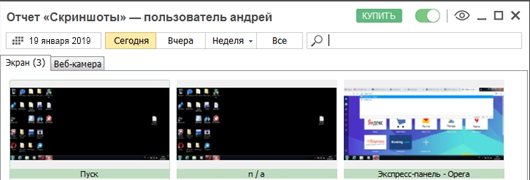 Отчет «Скриншоты» — пользователь андрей
КУПИТЬ
19 января 2019
Сегодня
Вчера
Неделя
Все
Экран (3)
Веб-камера
Пуск
n / a
Экспресс-панель - Opera